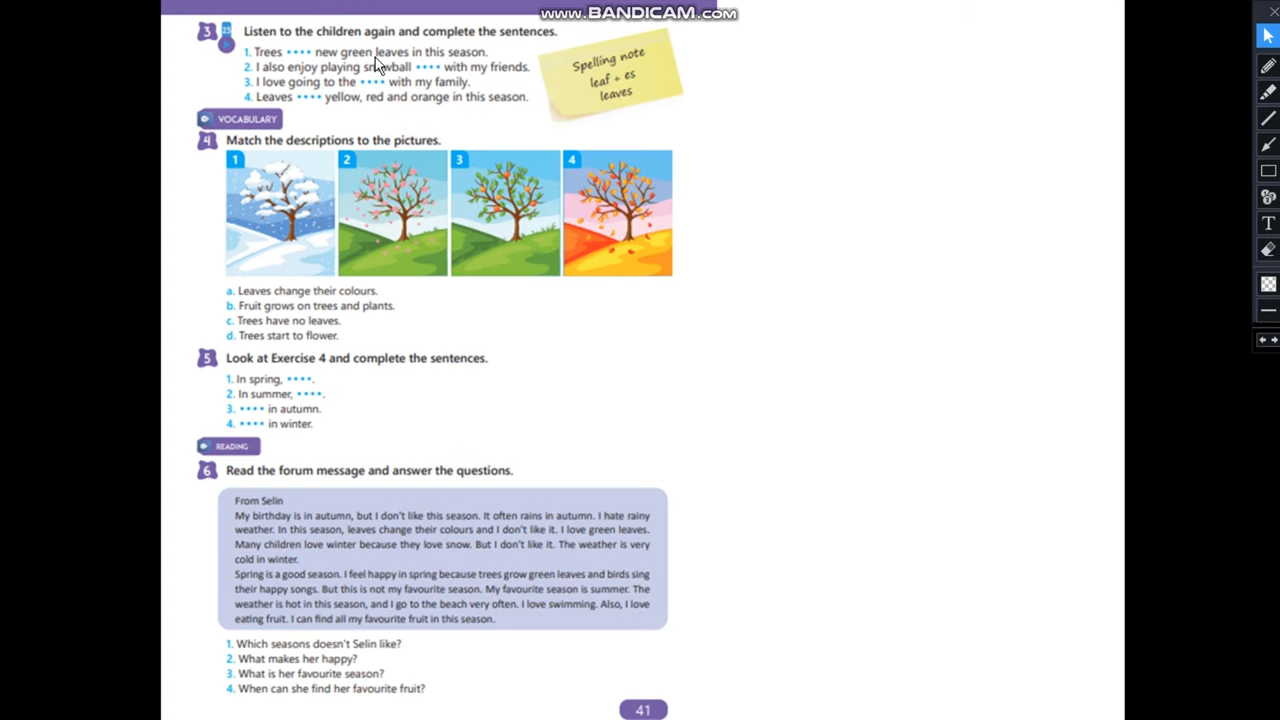 www.BANDICAM.com
3 Listen to the children again and complete the sentences.
1. Trees •••• new green leaves in this season.
2. I also enjoy playing snowball •••• with my friends.
3. I love going to the •••• with my family.
4. Leaves •••• yellow, red and orange in this season.
Spelling note
leaf + es
leaves
VOCABULARY
4 Match the descriptions to the pictures.
1 2 3 4
a. Leaves change their colours.
b. Fruit grows on trees and plants.
c. Trees have no leaves.
d. Trees start to flower.
5 Look at Exercise 4 and complete the sentences.
1. In spring, ••••.
2. In summer, ••••.
3. •••• in autumn.
4. •••• in winter.
READING
6 Read the forum message and answer the questions.
From Selin
My birthday is in autumn, but I don't like this season. It often rains in autumn. I hate rainy
weather. In this season, leaves change their colours and I don't like it. I love green leaves.
Many children love winter because they love snow. But I don't like it. The weather is very
cold in winter.
Spring is a good season. I feel happy in spring because trees grow green leaves and birds sing
their happy songs. But this is not my favourite season. My favourite season is summer. The
weather is hot in this season, and I go to the beach very often. I love swimming. Also, I love
eating fruit. I can find all my favourite fruit in this season.
1. Which seasons doesn't Selin like?
2. What makes her happy?
3. What is her favourite season?
4. When can she find her favourite fruit?
41
T